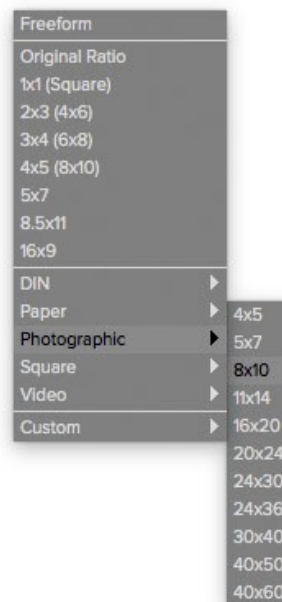 Freeform
Original Ratio
1x1 (Square)
2x3 (4x6)
3x4 (6x8)
4x5 (8x10)
5x7
8.5x11
16x9
DIN
Paper
Photographic
Square
Video
Custom
4x5
5x7
8x10
11x14
16x20
20x24
24x30
24x36
30x40
40x50
40x60